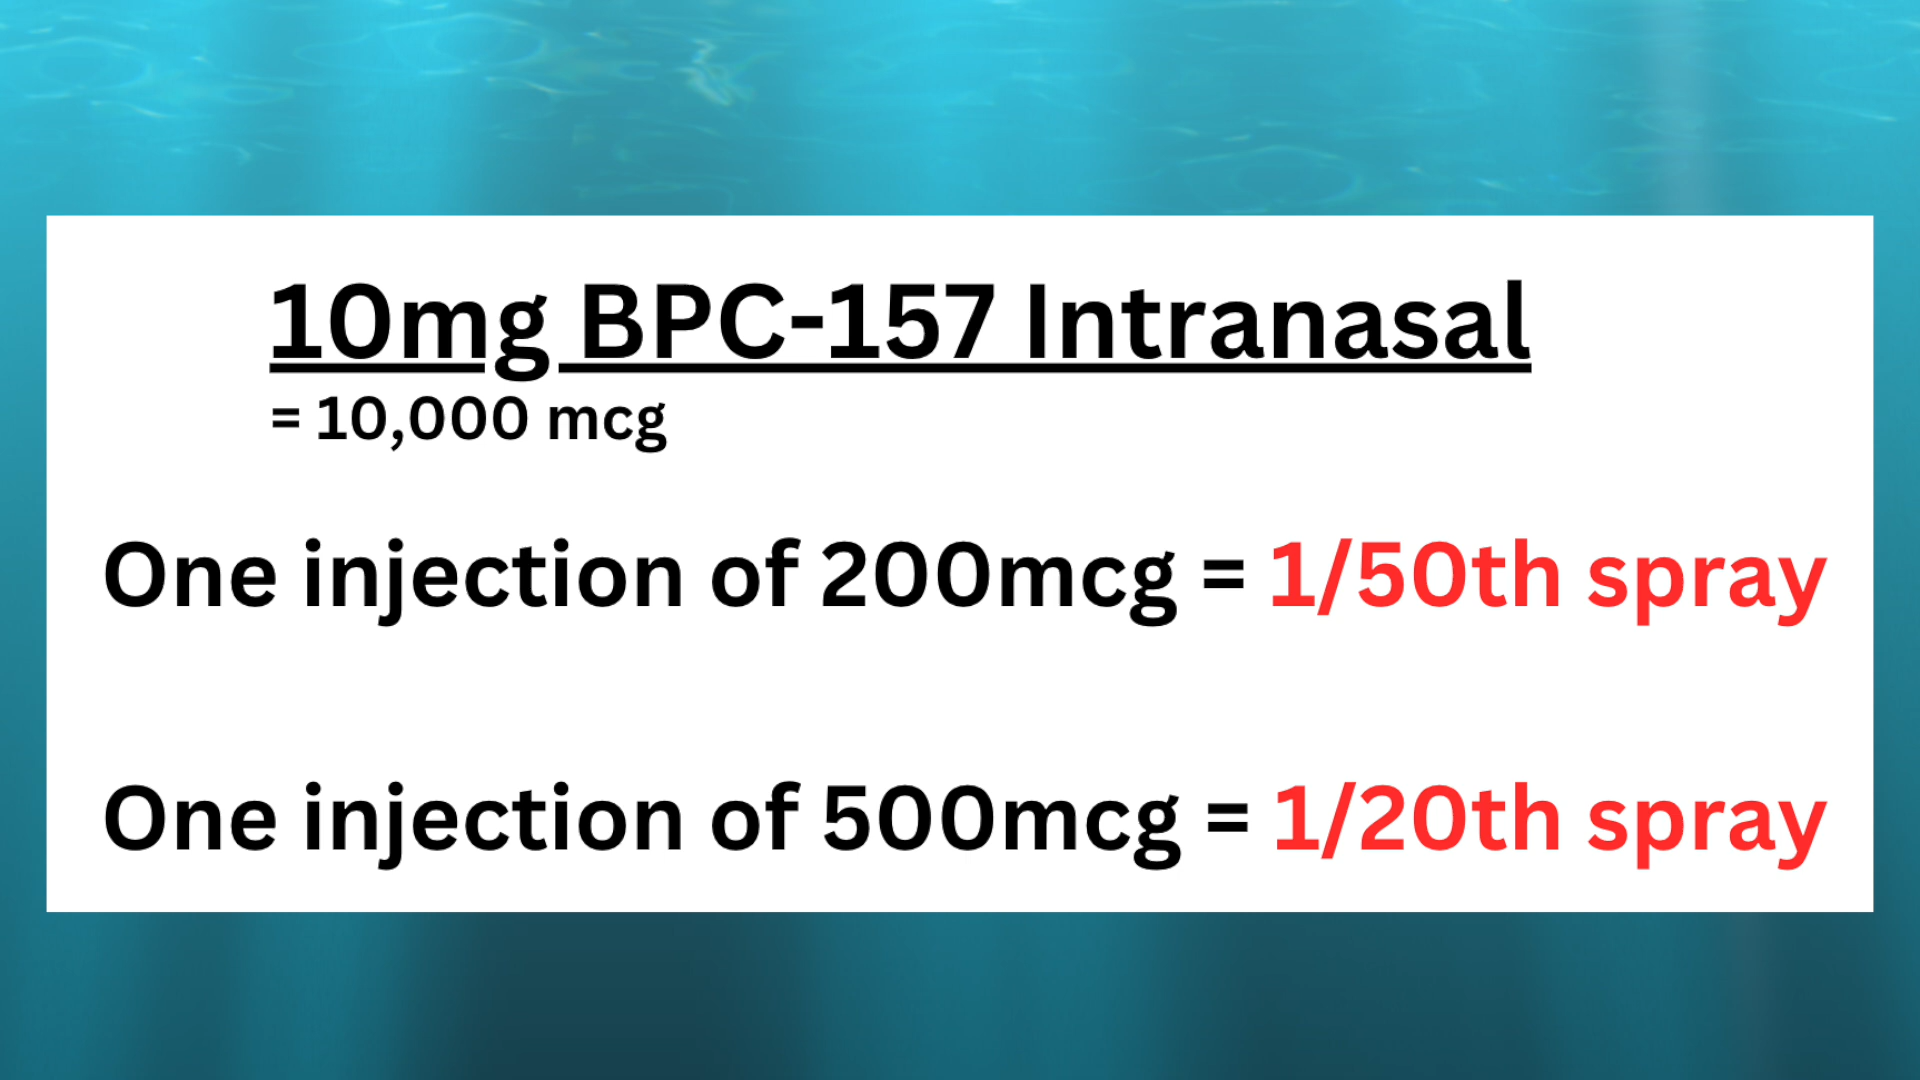 10mg BPC-157 Intranasal
= 10,000 mcg
One injection of 200mcg = 1/50th spray
One injection of 500mcg = 1/20th spray